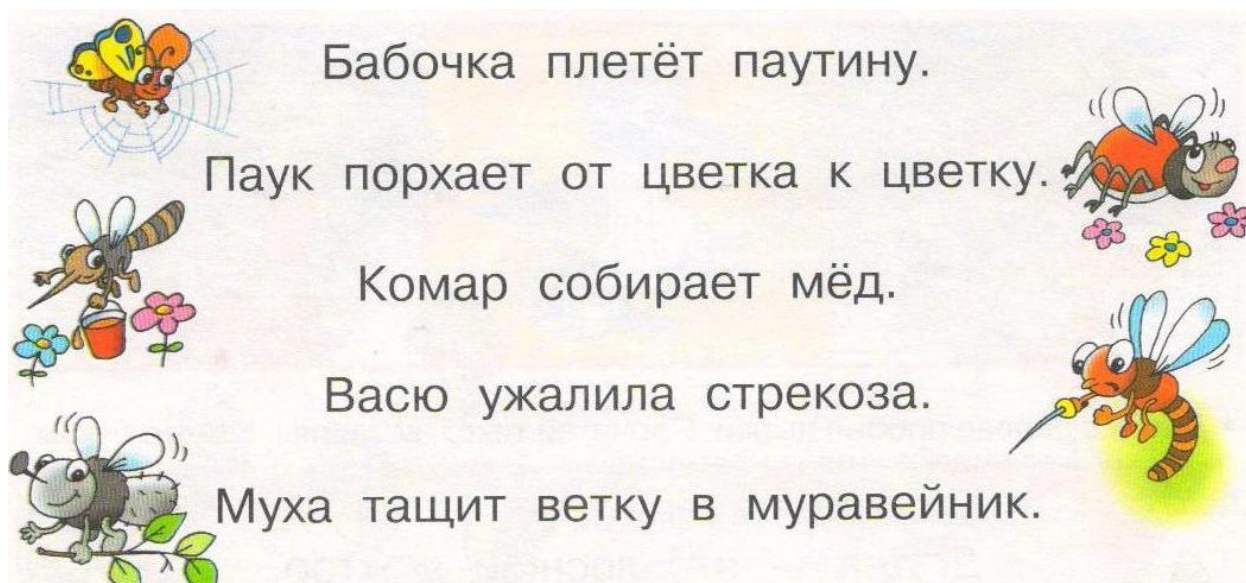 Бабочка плетёт паутину.
Паук порхает от цветка к цветку.
Комар собирает мёд.
Васю ужалила стрекоза.
Муха тащит ветку в муравейник.